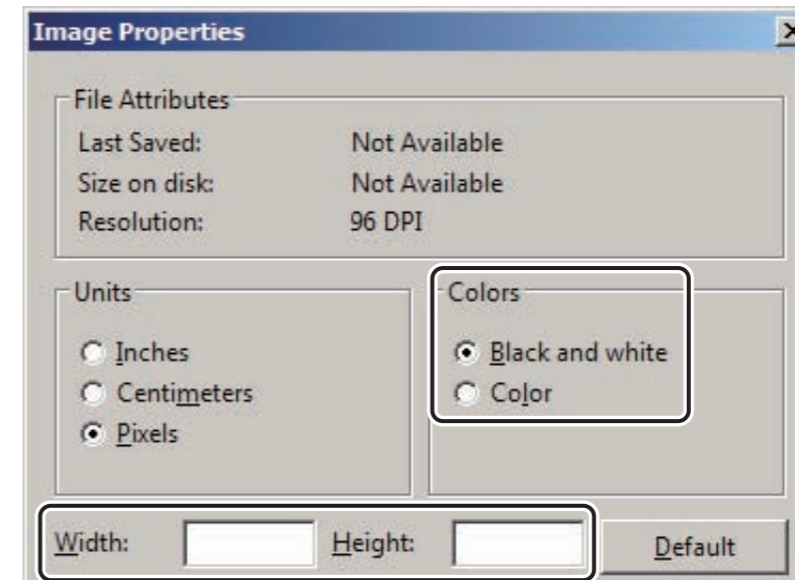 Image Properties
File Attributes
Last Saved: Not Available
Size on disk: Not Available
Resolution: 96 DPI
Units
Inches
Centimeters
Pixels
Colors
Black and white
Color
Width: Height: Default